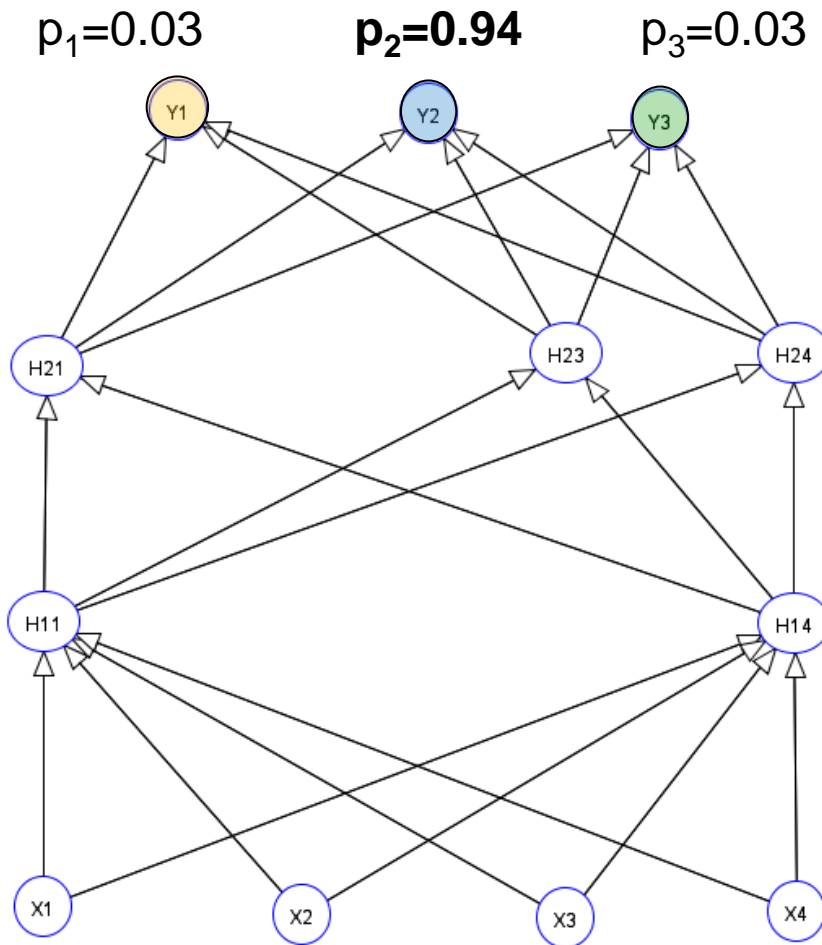 p₁=0.03 p₂=0.94 p₃=0.03
Y1 Y2 Y3
H21 H23 H24
H11 H14
X1 X2 X3 X4